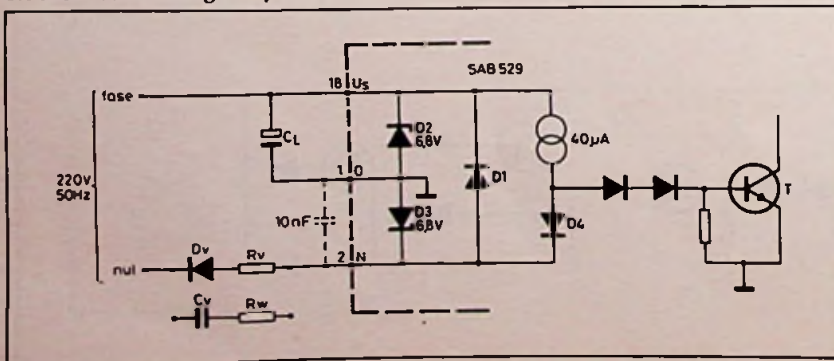 SAB 529
18 Us
fase
D2
6,8V
40µA
CL
1 0
D1
T
220V
50Hz
10nF
D3
6,8V
D4
Dv
Rv
2 N
nul
Cv
Rw